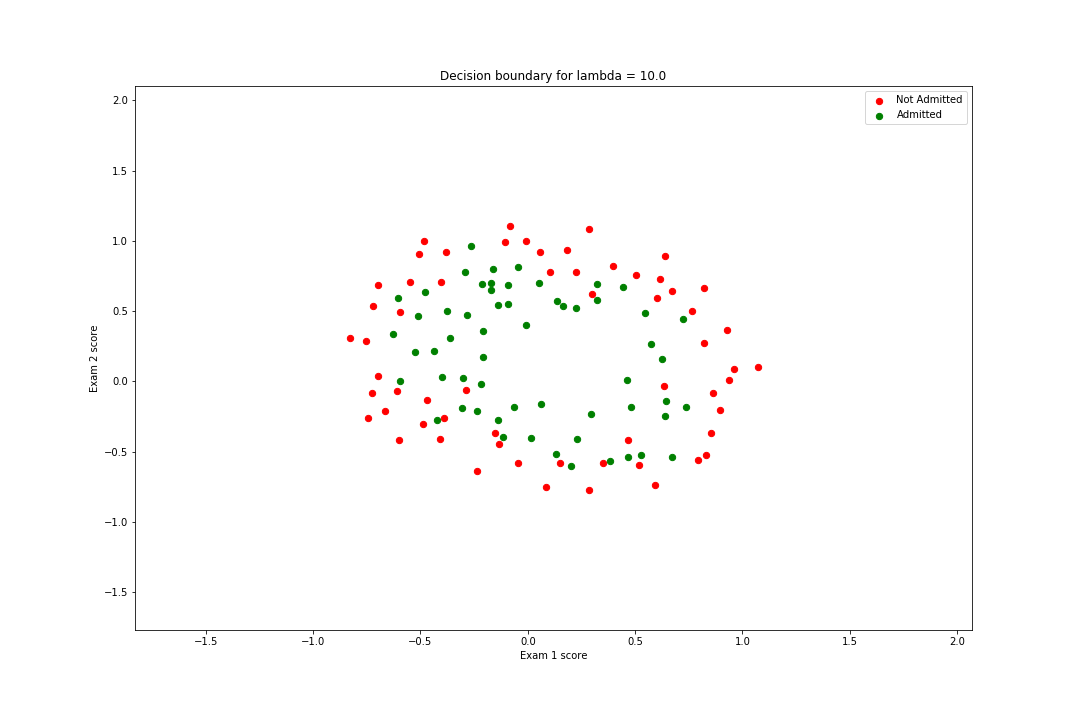 Decision boundary for lambda = 10.0
Not Admitted
Admitted
2.0
1.5
1.0
0.5
0.0
−0.5
−1.0
−1.5
Exam 2 score
−1.5 −1.0 −0.5 0.0 0.5 1.0 1.5 2.0
Exam 1 score